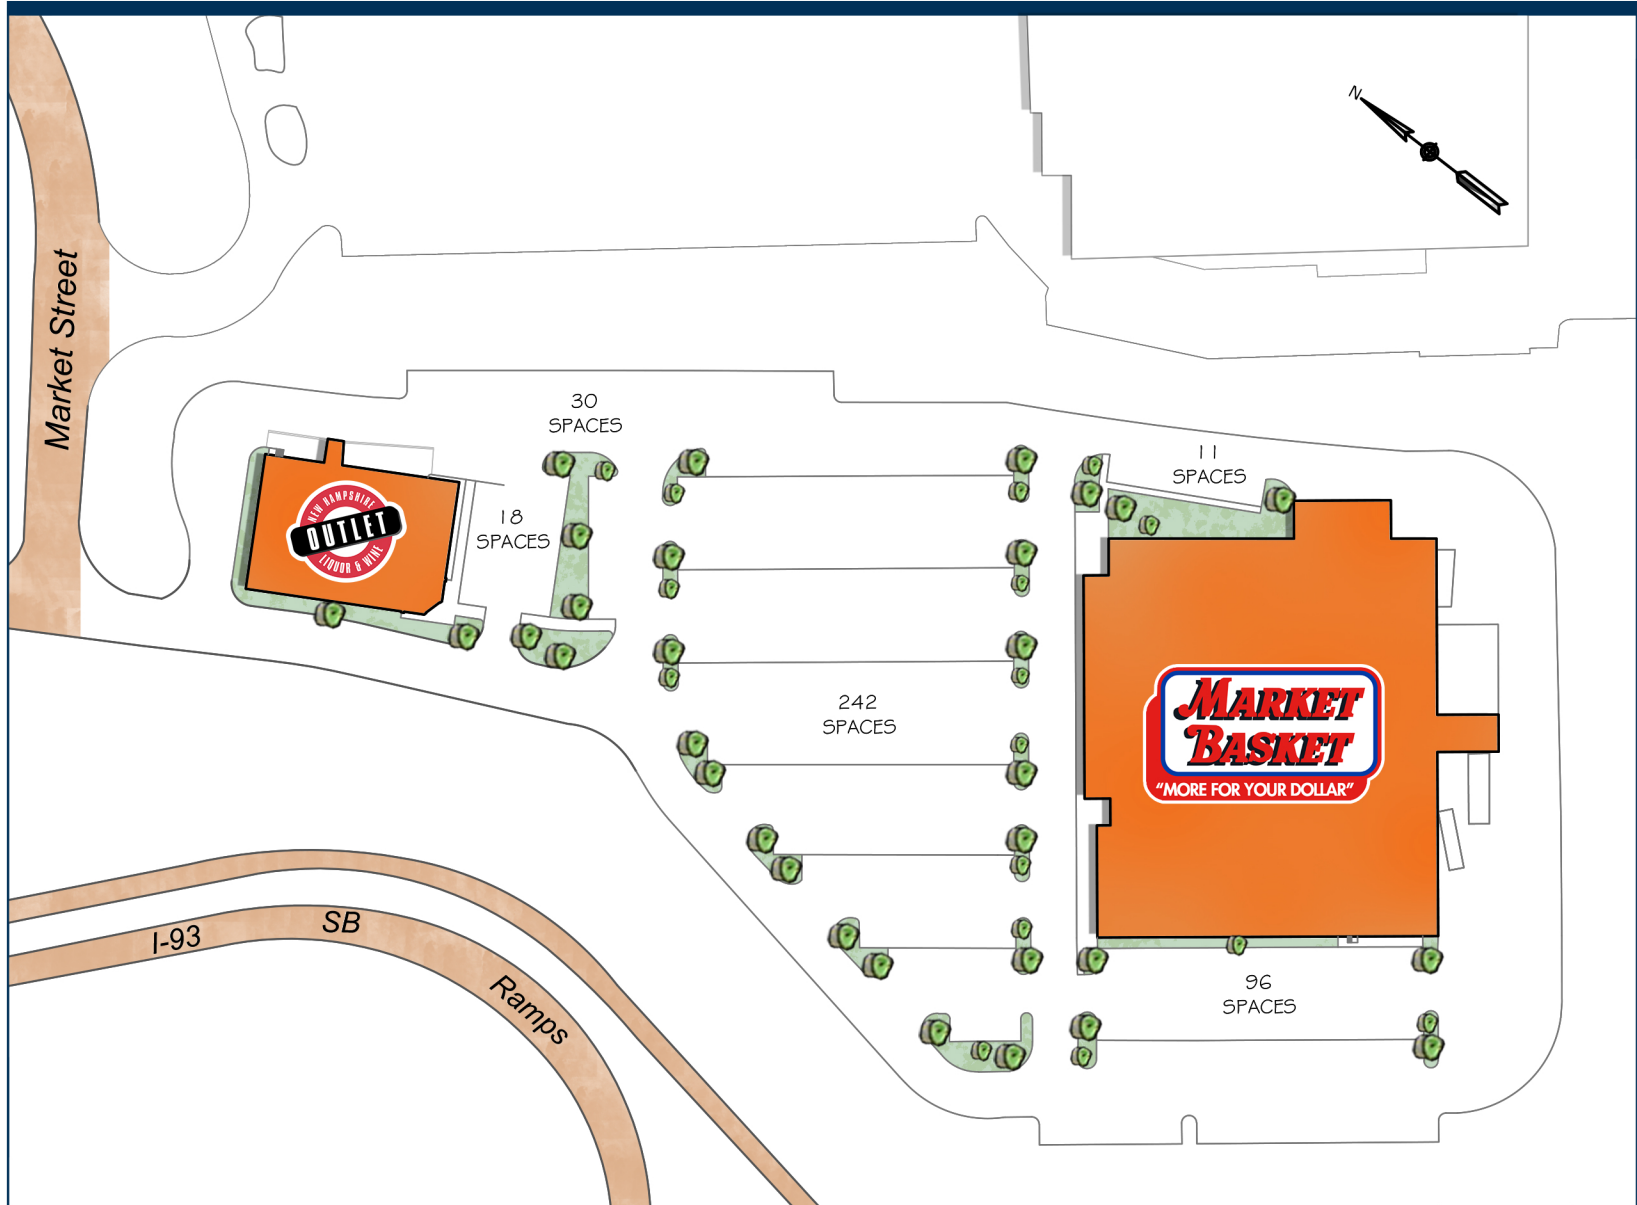 N
Market Street
30
SPACES
11
SPACES
NEW HAMPSHIRE
OUTLET
LIQUOR & WINE
18
SPACES
242
SPACES
MARKET
BASKET
"MORE FOR YOUR DOLLAR"
I-93
SB
Ramps
96
SPACES